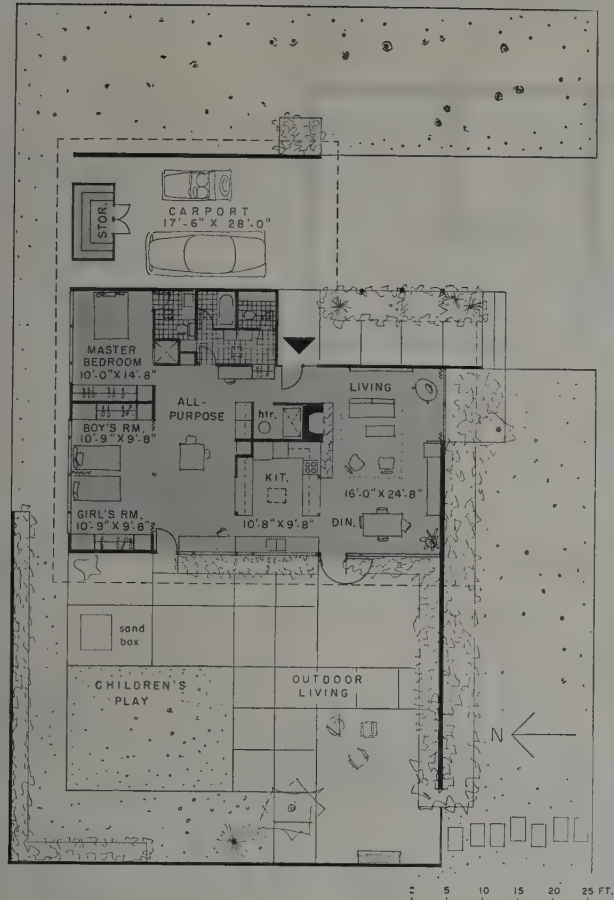 STOR.
CARPORT
17'-6" X 28'-0"
MASTER
BEDROOM
10'-0" X 14'-8"
LIVING
ALL-
PURPOSE
htr.
BOY'S RM.
10'-9" X 9'-8"
KIT.
16'-0" X 24'-8"
GIRL'S RM.
10'-9" X 9'-8"
10'-8" X 9'-8"
DIN.
sand
box
CHILDREN'S
PLAY
OUTDOOR
LIVING
N
5 10 15 20 25 FT.